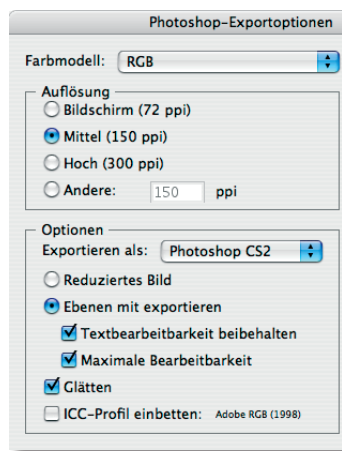 Photoshop-Exportoptionen
Farbmodell: RGB
Auflösung
Bildschirm (72 ppi)
Mittel (150 ppi)
Hoch (300 ppi)
Andere: 150 ppi
Optionen
Exportieren als: Photoshop CS2
Reduziertes Bild
Ebenen mit exportieren
Textbearbeitbarkeit beibehalten
Maximale Bearbeitbarkeit
Glätten
ICC-Profil einbetten: Adobe RGB (1998)